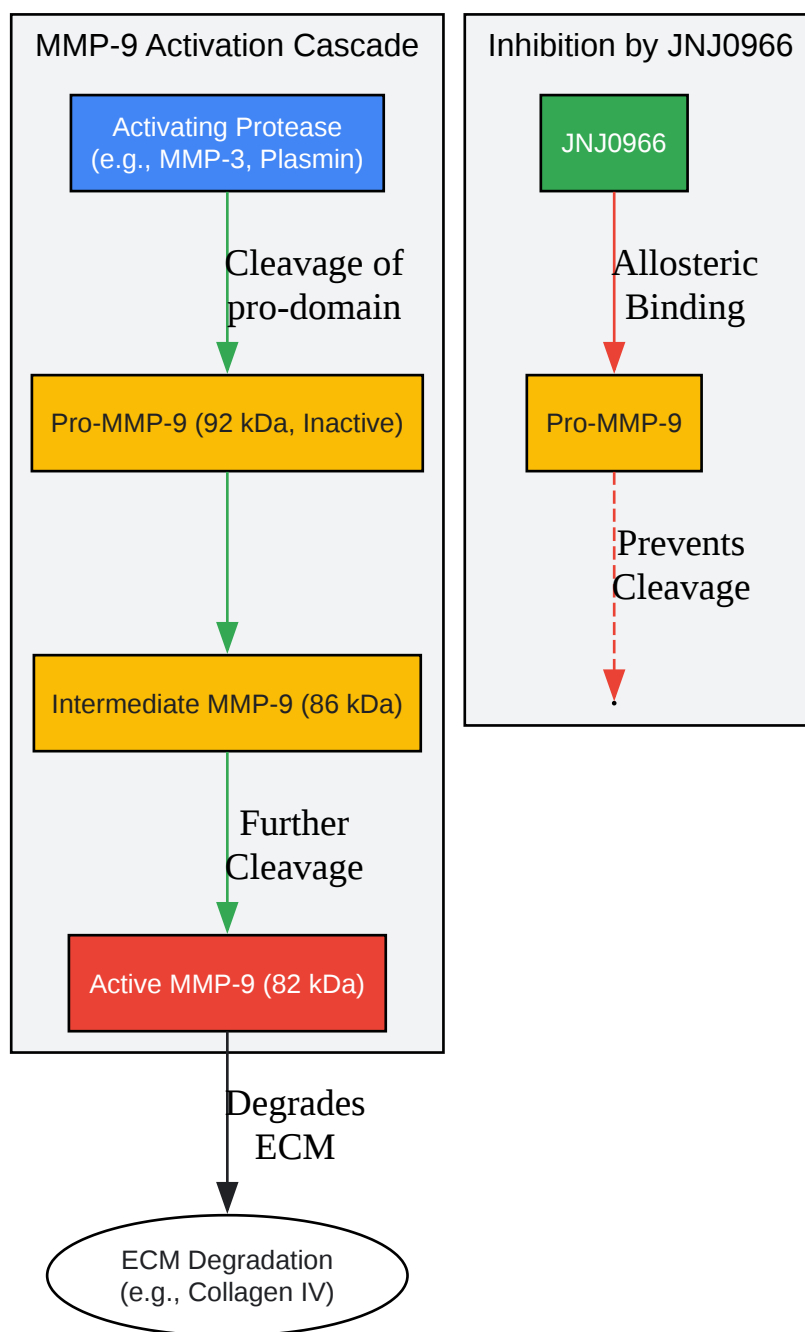 MMP-9 Activation Cascade
Activating Protease
(e.g., MMP-3, Plasmin)
Cleavage of
pro-domain
Pro-MMP-9 (92 kDa, Inactive)
Intermediate MMP-9 (86 kDa)
Further
Cleavage
Active MMP-9 (82 kDa)
Degrades
ECM
ECM Degradation
(e.g., Collagen IV)
Inhibition by JNJ0966
JNJ0966
Allosteric
Binding
Pro-MMP-9
Prevents
Cleavage